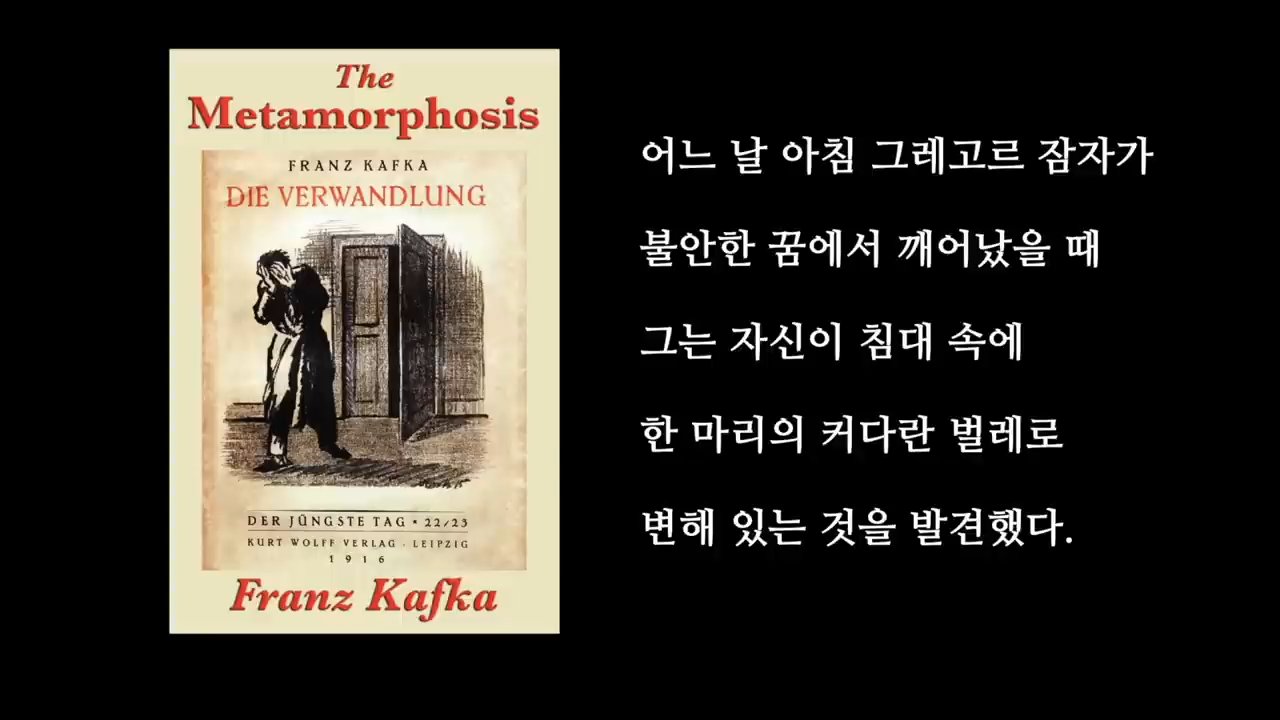 The
Metamorphosis
FRANZ KAFKA
DIE VERWANDLUNG
DER JÜNGSTE TAG • 22/23
KURT WOLFF VERLAG · LEIPZIG
1916
Franz Kafka
어느 날 아침 그레고르 잠자가
불안한 꿈에서 깨어났을 때
그는 자신이 침대 속에
한 마리의 커다란 벌레로
변해 있는 것을 발견했다.